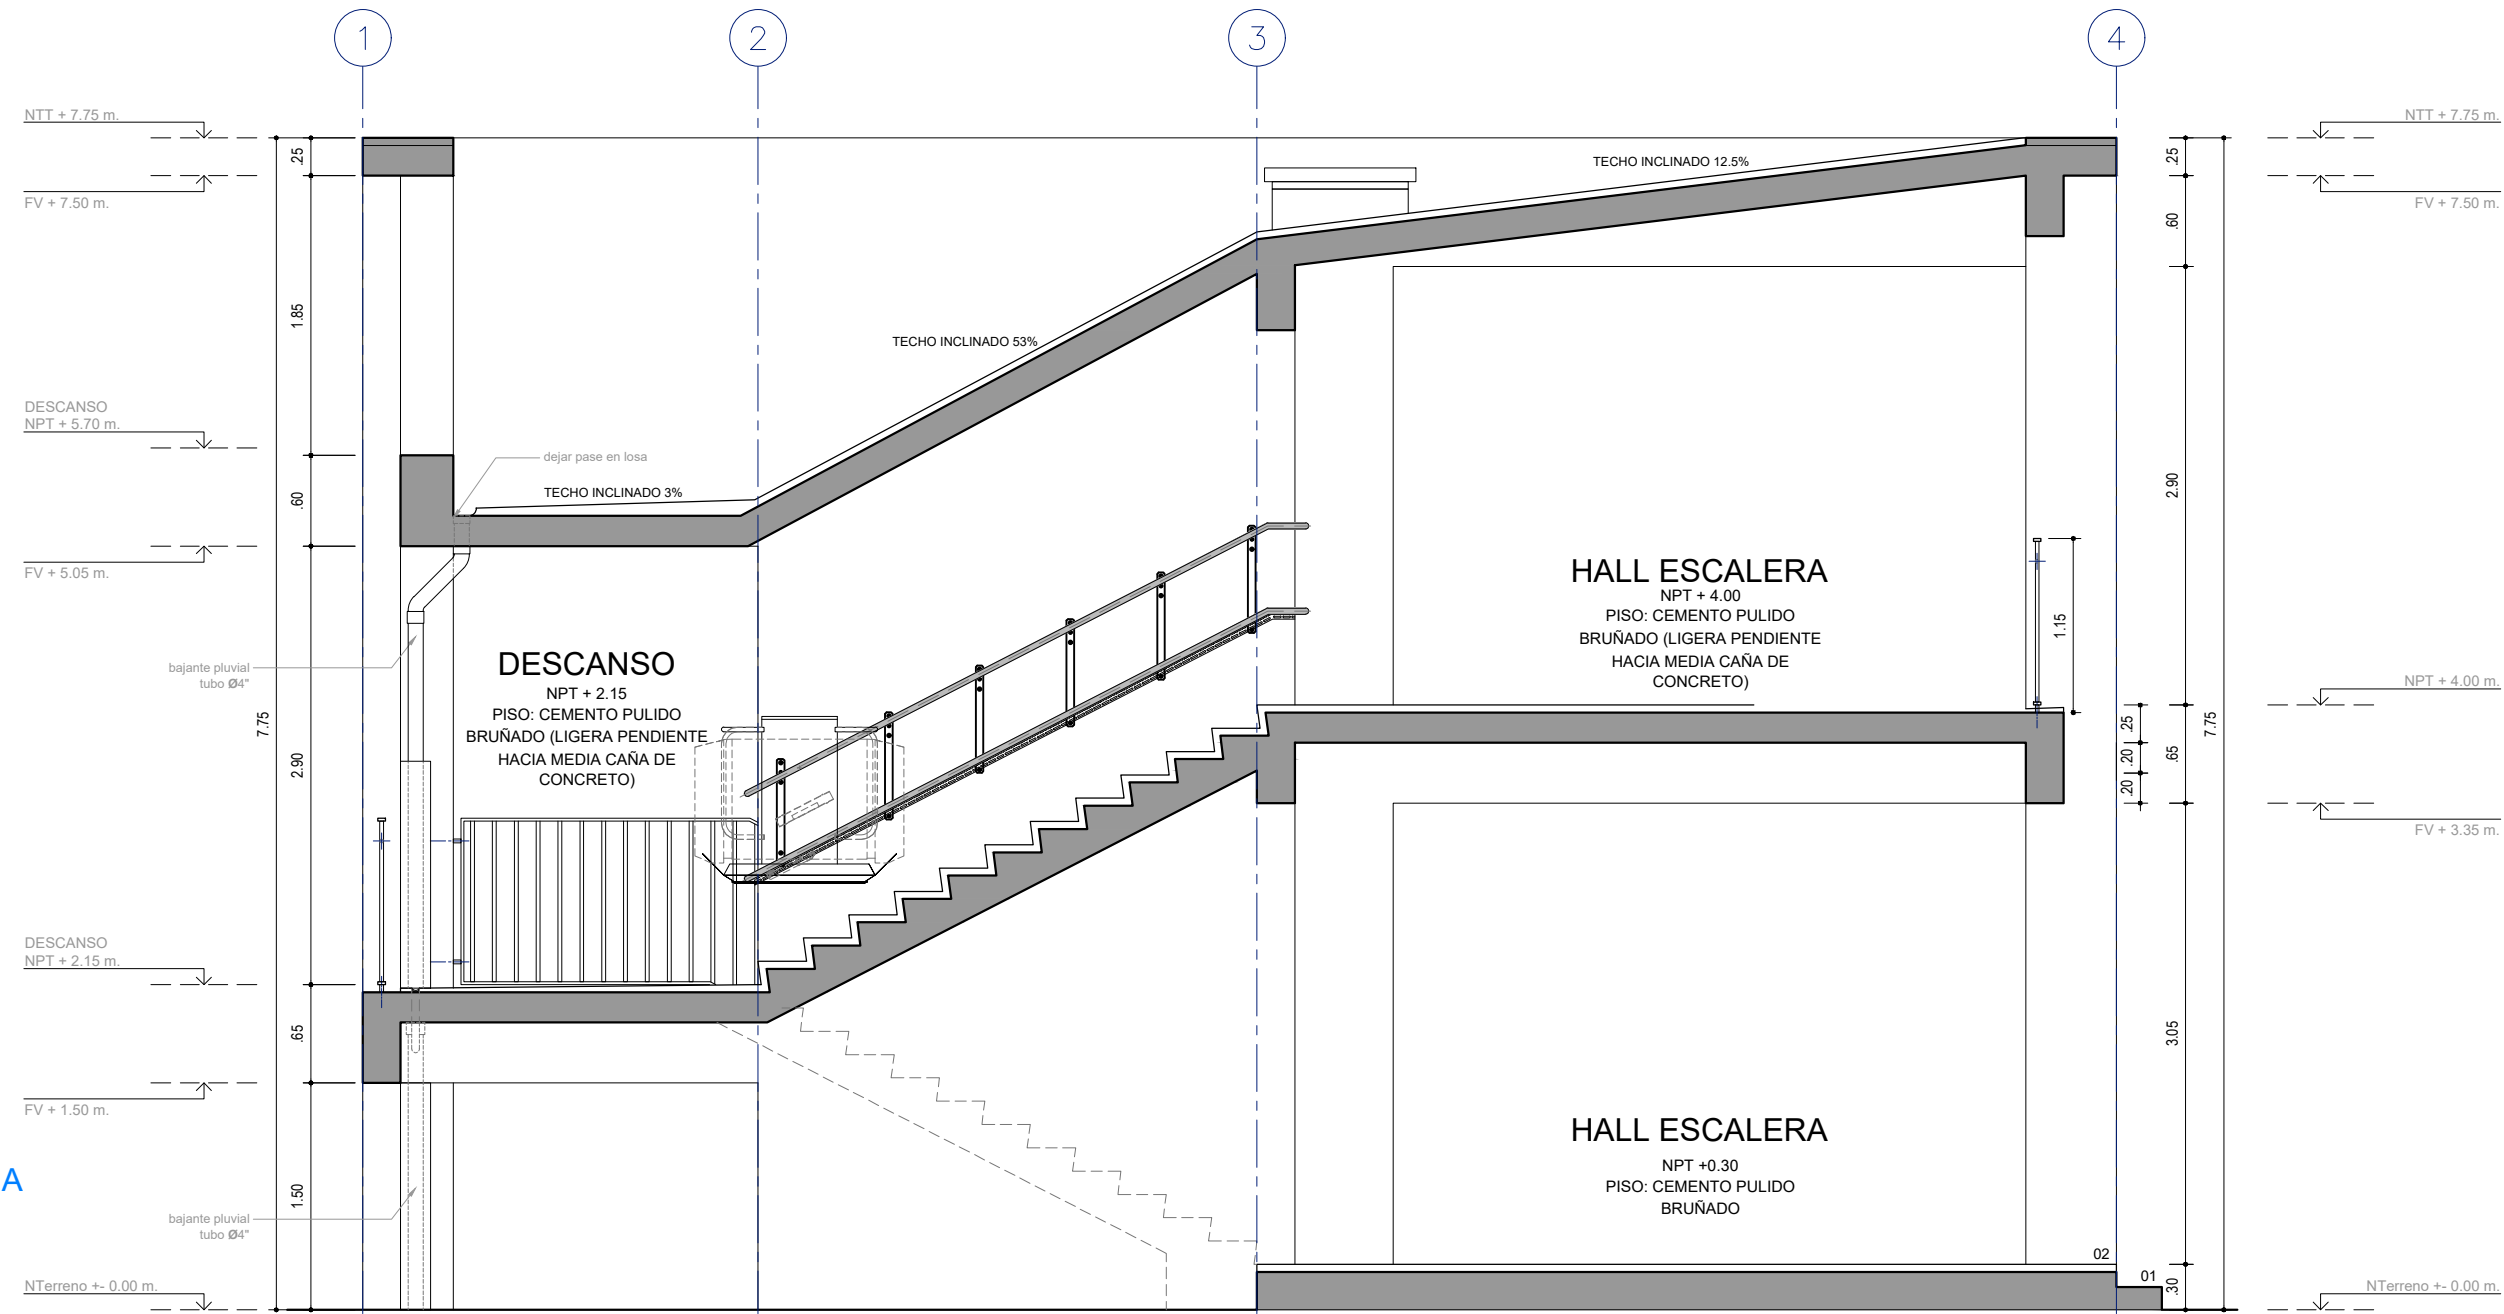 1
2
3
4
NTT + 7.75 m.
FV + 7.50 m.
DESCANSO
NPT + 5.70 m.
FV + 5.05 m.
bajante pluvial
tubo Ø4"
DESCANSO
NPT + 2.15 m.
FV + 1.50 m.
A
bajante pluvial
tubo Ø4"
NTerreno +- 0.00 m.
7.75
.25
1.85
.60
2.90
.65
1.50
dejar pase en losa
TECHO INCLINADO 3%
TECHO INCLINADO 53%
TECHO INCLINADO 12.5%
DESCANSO
NPT + 2.15
PISO: CEMENTO PULIDO
BRUÑADO (LIGERA PENDIENTE
HACIA MEDIA CAÑA DE
CONCRETO)
HALL ESCALERA
NPT + 4.00
PISO: CEMENTO PULIDO
BRUÑADO (LIGERA PENDIENTE
HACIA MEDIA CAÑA DE
CONCRETO)
1.15
HALL ESCALERA
NPT +0.30
PISO: CEMENTO PULIDO
BRUÑADO
02
01
.25
.60
2.90
.25
.20
.20
.65
3.05
.30
7.75
NTT + 7.75 m.
FV + 7.50 m.
NPT + 4.00 m.
FV + 3.35 m.
NTerreno +- 0.00 m.